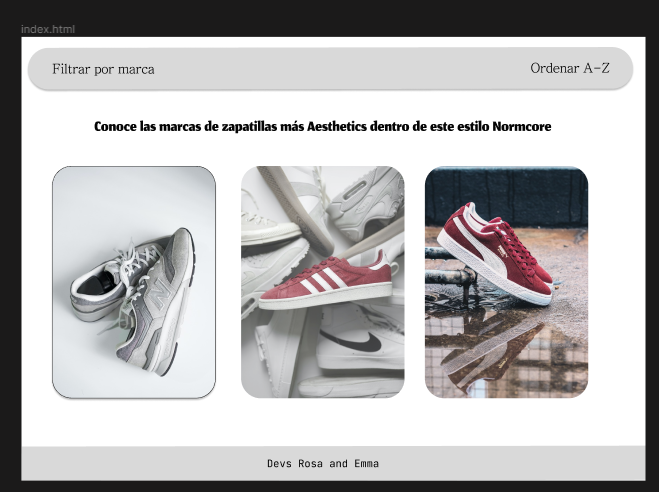 index.html
Filtrar por marca
Ordenar A-Z
Conoce las marcas de zapatillas más Aesthetics dentro de este estilo Normcore
Devs Rosa and Emma